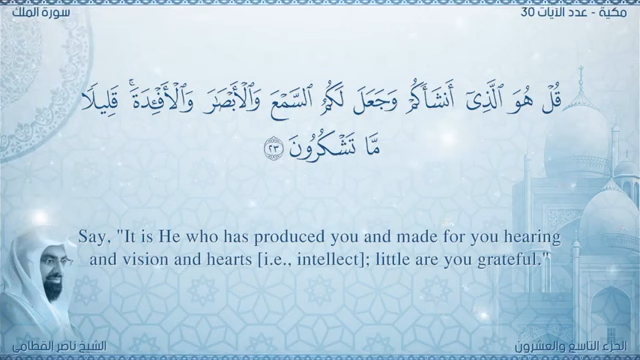 مكية - عدد الآيات 30
سورة الملك
قُلْ هُوَ ٱلَّذِىٓ أَنشَأَكُمْ وَجَعَلَ لَكُمُ ٱلسَّمْعَ وَٱلْأَبْصَـٰرَ وَٱلْأَفْـِٔدَةَ ۖ قَلِيلًا
مَّا تَشْكُرُونَ ٢٣
Say, "It is He who has produced you and made for you hearing
and vision and hearts [i.e., intellect]; little are you grateful."
الجزء التاسع والعشرون
الشيخ ناصر القطامي